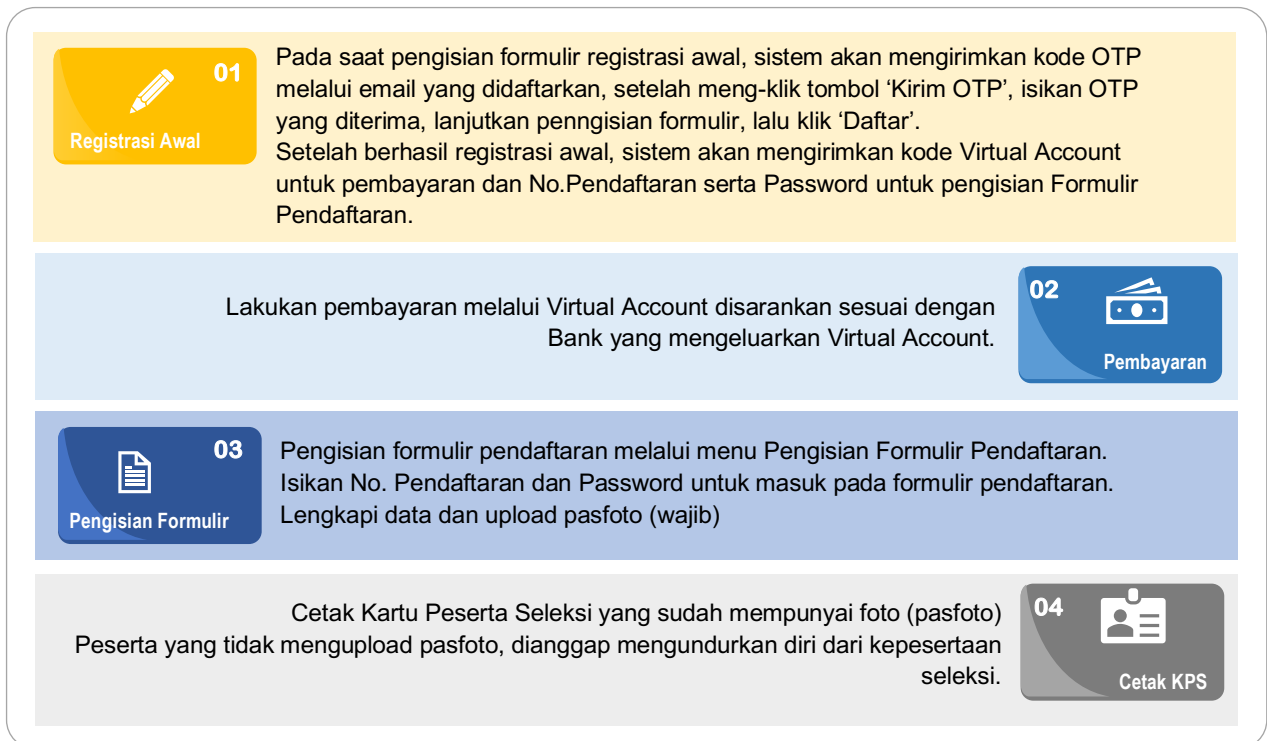 01
Registrasi Awal
Pada saat pengisian formulir registrasi awal, sistem akan mengirimkan kode OTP
melalui email yang didaftarkan, setelah meng-klik tombol ‘Kirim OTP’, isikan OTP
yang diterima, lanjutkan penngisian formulir, lalu klik ‘Daftar’.
Setelah berhasil registrasi awal, sistem akan mengirimkan kode Virtual Account
untuk pembayaran dan No.Pendaftaran serta Password untuk pengisian Formulir
Pendaftaran.
02
Pembayaran
Lakukan pembayaran melalui Virtual Account disarankan sesuai dengan
Bank yang mengeluarkan Virtual Account.
03
Pengisian Formulir
Pengisian formulir pendaftaran melalui menu Pengisian Formulir Pendaftaran.
Isikan No. Pendaftaran dan Password untuk masuk pada formulir pendaftaran.
Lengkapi data dan upload pasfoto (wajib)
04
Cetak KPS
Cetak Kartu Peserta Seleksi yang sudah mempunyai foto (pasfoto)
Peserta yang tidak mengupload pasfoto, dianggap mengundurkan diri dari kepesertaan
seleksi.